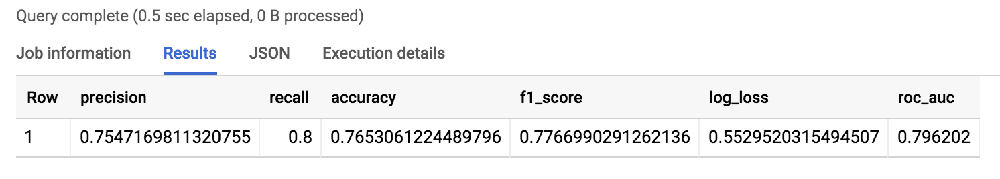 Query complete (0.5 sec elapsed, 0 B processed)
Job information Results JSON Execution details
Row precision recall accuracy f1_score log_loss roc_auc
1 0.7547169811320755 0.8 0.7653061224489796 0.7766990291262136 0.5529520315494507 0.796202